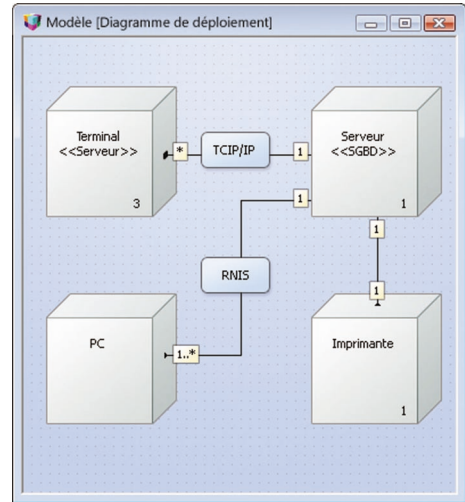 Modèle [Diagramme de déploiement]
Terminal
<<Serveur>>
3
*
TCIP/IP
1
Serveur
<<SGBD>>
1
1
1
RNIS
1
PC
1..*
Imprimante
1